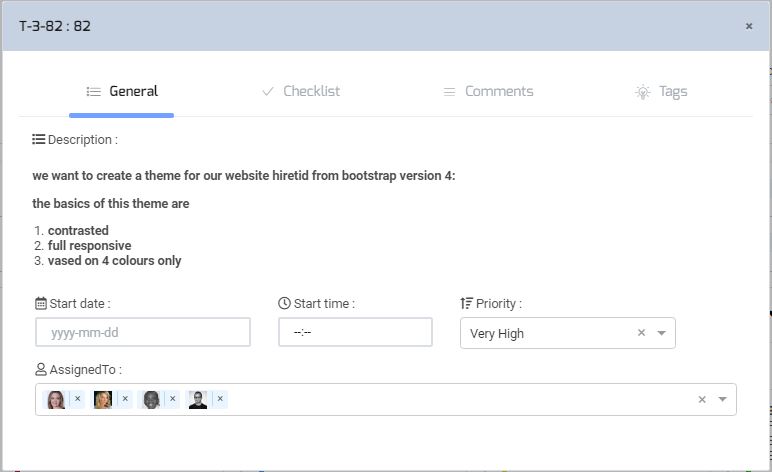 T-3-82 : 82 ×
General Checklist Comments Tags
Description :
we want to create a theme for our website hiretid from bootstrap version 4:
the basics of this theme are
1. contrasted
2. full responsive
3. vased on 4 colours only
Start date : Start time : Priority :
yyyy-mm-dd --:-- Very High ×
AssignedTo :
× × × × ×